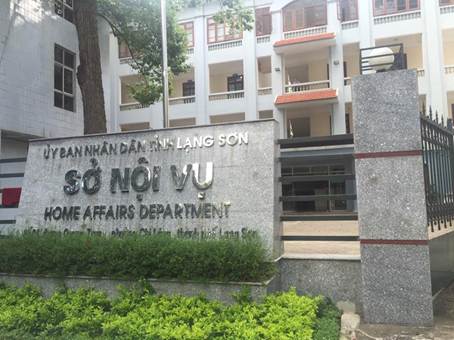 ỦY BAN NHÂN DÂN TỈNH LẠNG SƠN
SỞ NỘI VỤ
HOME AFFAIRS DEPARTMENT